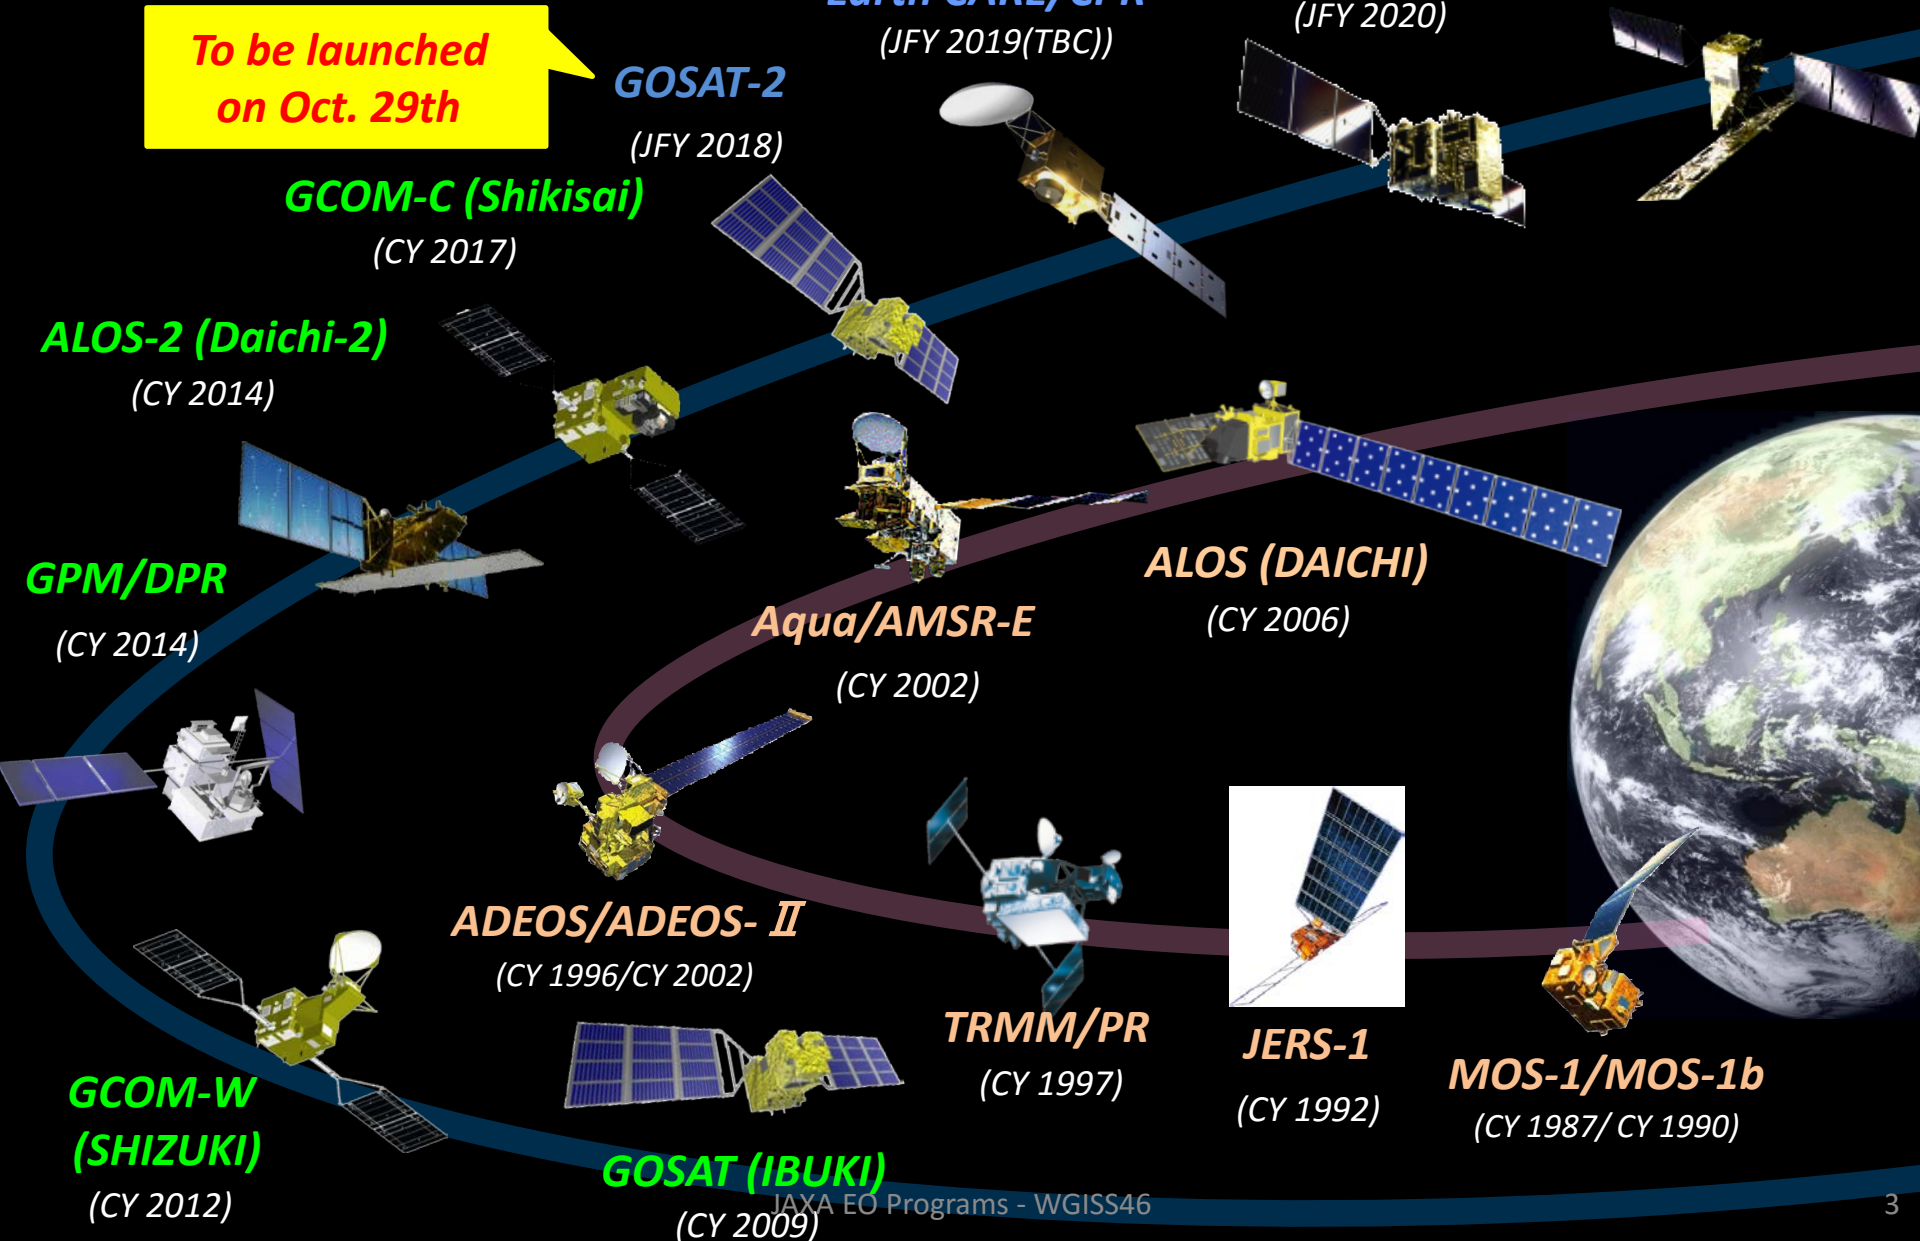 To be launched
on Oct. 29th
Earth CARE/CPR
(JFY 2019(TBC))
(JFY 2020)
GOSAT-2
(JFY 2018)
GCOM-C (Shikisai)
(CY 2017)
ALOS-2 (Daichi-2)
(CY 2014)
GPM/DPR
(CY 2014)
Aqua/AMSR-E
(CY 2002)
ALOS (DAICHI)
(CY 2006)
ADEOS/ADEOS- Ⅱ
(CY 1996/CY 2002)
TRMM/PR
(CY 1997)
JERS-1
(CY 1992)
MOS-1/MOS-1b
(CY 1987/ CY 1990)
GCOM-W
(SHIZUKI)
(CY 2012)
GOSAT (IBUKI)
(CY 2009)
JAXA EO Programs - WGISS46
3